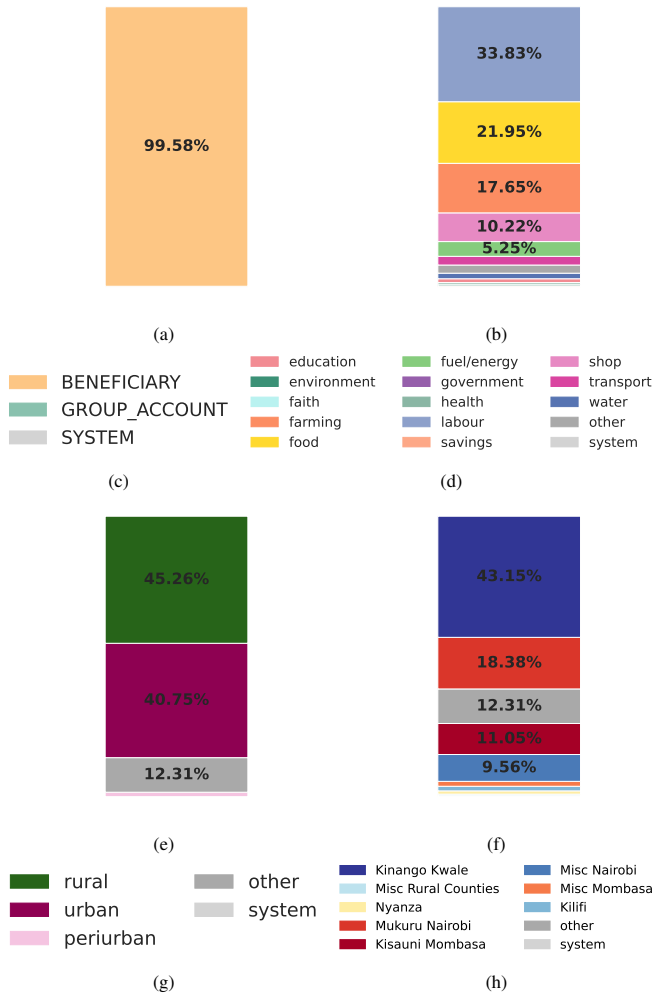 99.58%
33.83%
21.95%
17.65%
10.22%
5.25%
(a)
(b)
BENEFICIARY
GROUP_ACCOUNT
SYSTEM
education
environment
faith
farming
food
fuel/energy
government
health
labour
savings
shop
transport
water
other
system
(c)
(d)
45.26%
40.75%
12.31%
43.15%
18.38%
12.31%
11.05%
9.56%
(e)
(f)
rural
urban
periurban
other
system
Kinango Kwale
Misc Rural Counties
Nyanza
Mukuru Nairobi
Kisauni Mombasa
Misc Nairobi
Misc Mombasa
Kilifi
other
system
(g)
(h)